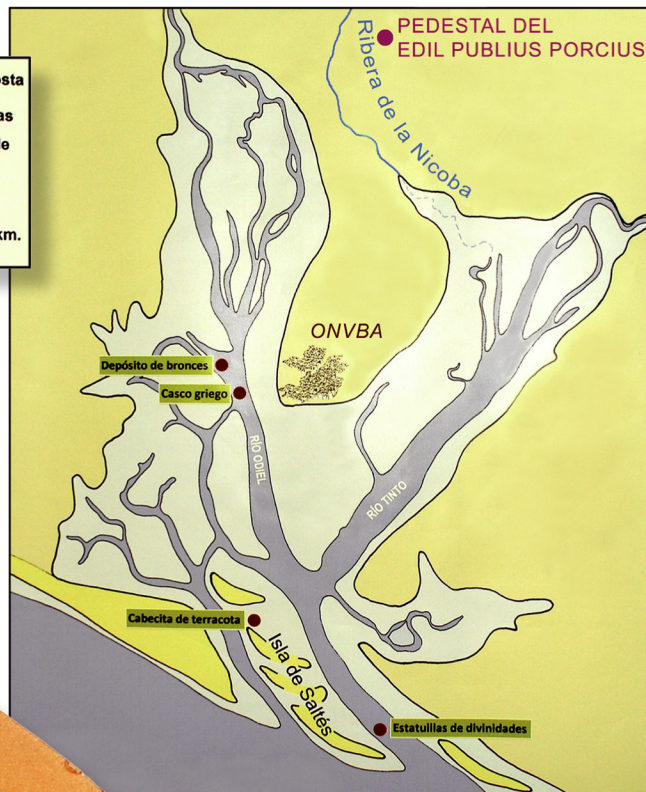 PEDESTAL DEL
EDIL PUBLIUS PORCIUS
Ribera de la Nicoba
km.
ONVBA
Depósito de bronces
Casco griego
RÍO ODIEL
RÍO TINTO
Cabecita de terracota
Isla de Saltés
Estatuillas de divinidades